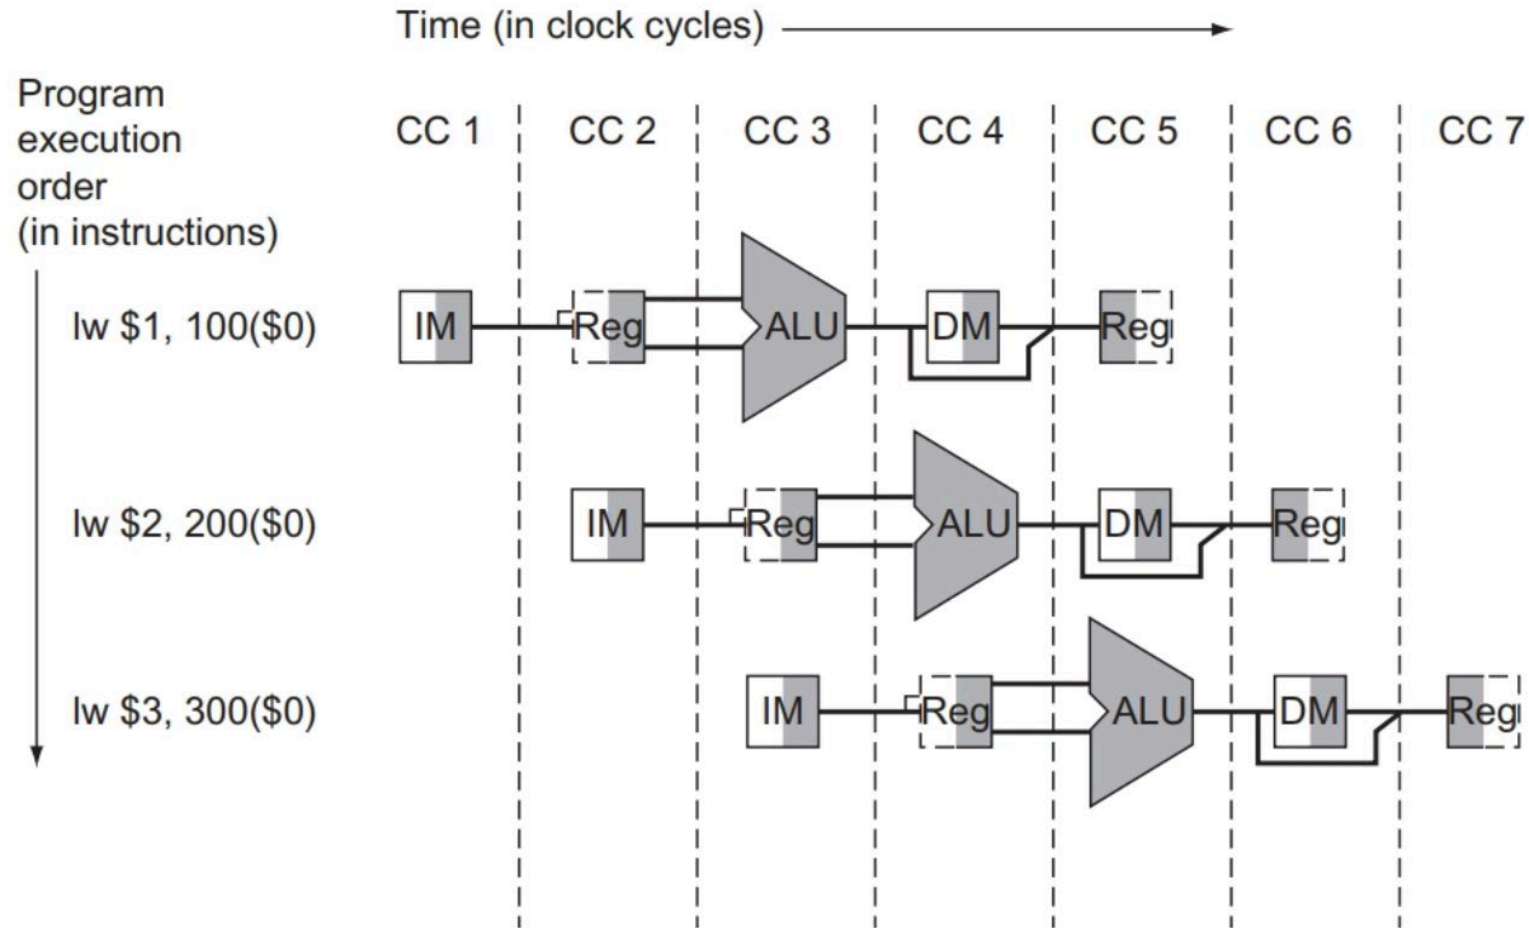 Time (in clock cycles)
Program
execution
order
(in instructions)
CC 1 CC 2 CC 3 CC 4 CC 5 CC 6 CC 7
lw $1, 100($0) IM Reg ALU DM Reg
lw $2, 200($0) IM Reg ALU DM Reg
lw $3, 300($0) IM Reg ALU DM Reg